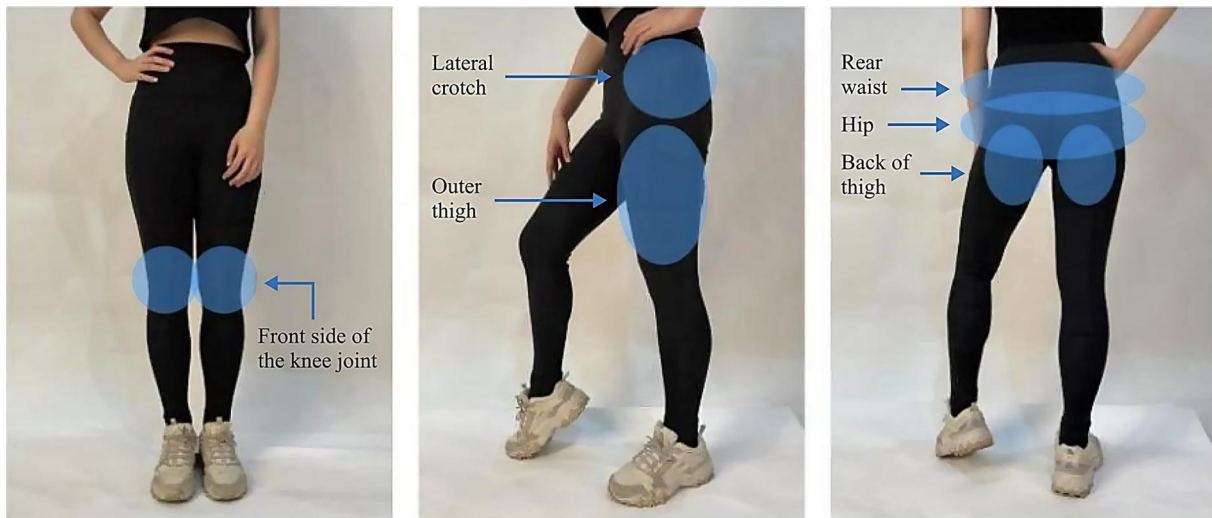 Front side of
the knee joint
Lateral
crotch
Outer
thigh
Rear
waist
Hip
Back of
thigh